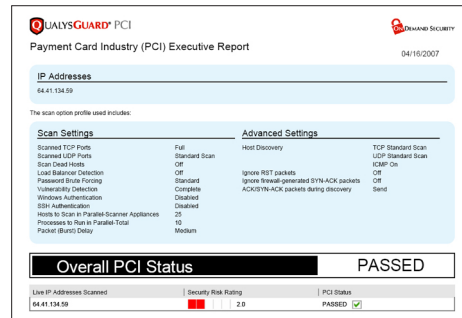 QUALYSGUARD® PCI
ON DEMAND SECURITY
Payment Card Industry (PCI) Executive Report
04/16/2007
IP Addresses
64.41.134.59
The scan option profile used includes:
Scan Settings
Scanned TCP Ports Full
Scanned UDP Ports Standard Scan
Scan Dead Hosts Off
Load Balancer Detection Off
Password Brute Forcing Standard
Vulnerability Detection Complete
Windows Authentication Disabled
SSH Authentication Disabled
Hosts to Scan in Parallel-Scanner Appliances 25
Processes to Run in Parallel-Total 10
Packet (Burst) Delay Medium
Advanced Settings
Host Discovery TCP Standard Scan
UDP Standard Scan
ICMP On
Ignore RST packets Off
Ignore firewall-generated SYN-ACK packets Off
ACK/SYN-ACK packets during discovery Send
Overall PCI Status PASSED
Live IP Addresses Scanned Security Risk Rating PCI Status
64.41.134.59 2.0 PASSED